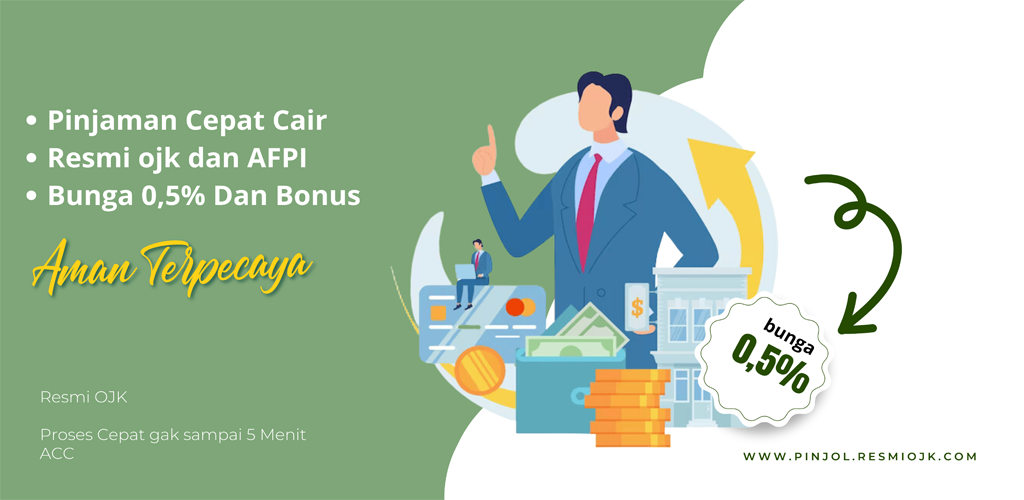 Pinjaman Cepat Cair
Resmi ojk dan AFPI
Bunga 0,5% Dan Bonus
Aman Terpecaya
Resmi OJK
Proses Cepat gak sampai 5 Menit
ACC
$
bunga
0,5%
WWW.PINJOL.RESMIOJK.COM